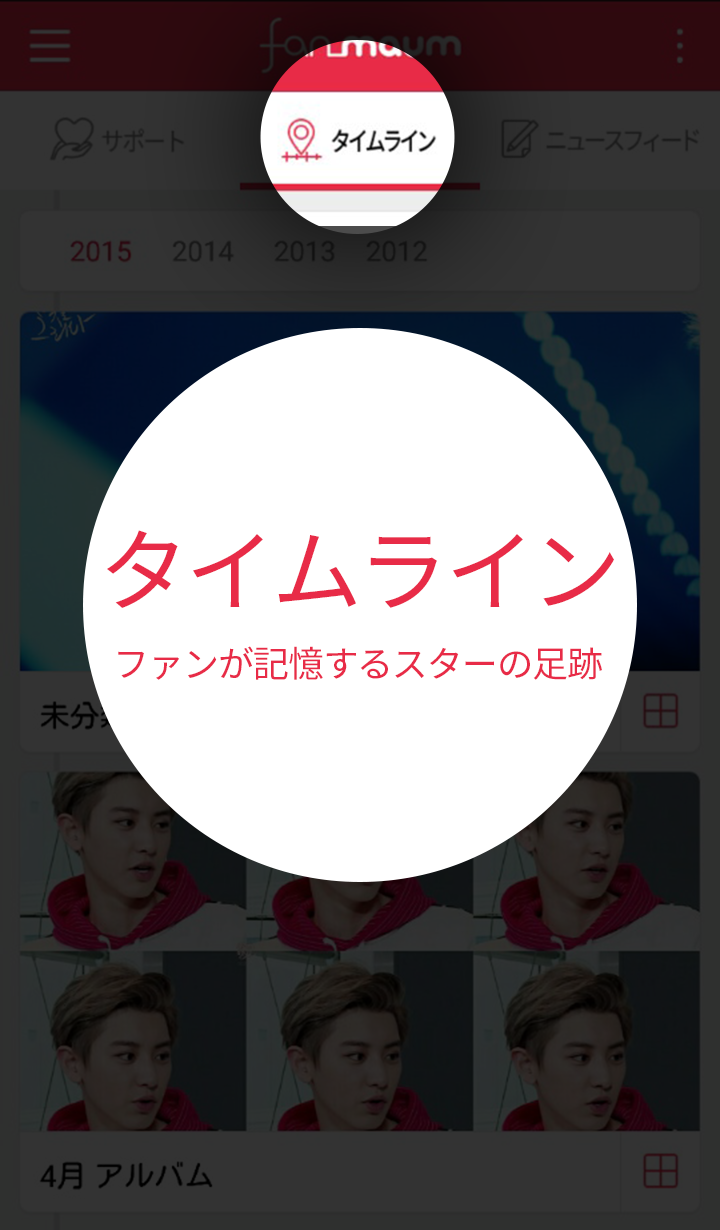 fanmaum
サポート
タイムライン
ニュースフィード
2015 2014 2013 2012
タイムライン
ファンが記憶するスターの足跡
未分
4月 アルバム